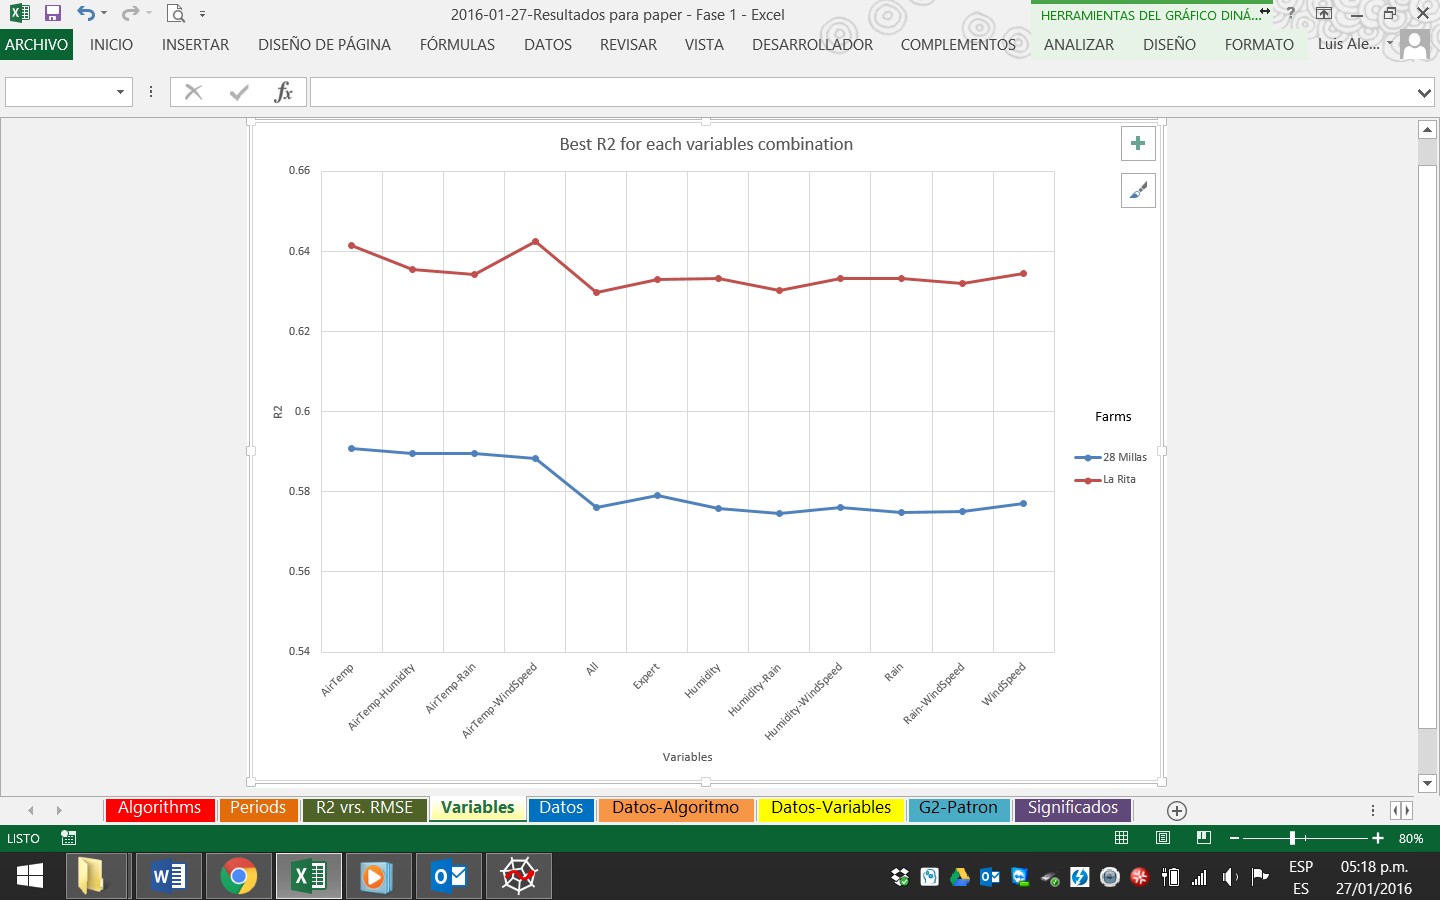 2016-01-27-Resultados para paper - Fase 1 - Excel
HERRAMIENTAS DEL GRÁFICO DINÁ...
?
ARCHIVO INICIO INSERTAR DISEÑO DE PÁGINA FÓRMULAS DATOS REVISAR VISTA DESARROLLADOR COMPLEMENTOS ANALIZAR DISEÑO FORMATO Luis Ale...
fx
Best R2 for each variables combination
0.66
0.64
0.62
0.6
0.58
0.56
0.54
R2
Farms
28 Millas
La Rita
AirTemp
AirTemp-Humidity
AirTemp-Rain
AirTemp-WindSpeed
All
Expert
Humidity
Humidity-Rain
Humidity-WindSpeed
Rain
Rain-WindSpeed
WindSpeed
Variables
Algorithms Periods R2 vrs. RMSE Variables Datos Datos-Algoritmo Datos-Variables G2-Patron Significados
LISTO
80%
ESP 05:18 p.m.
ES 27/01/2016